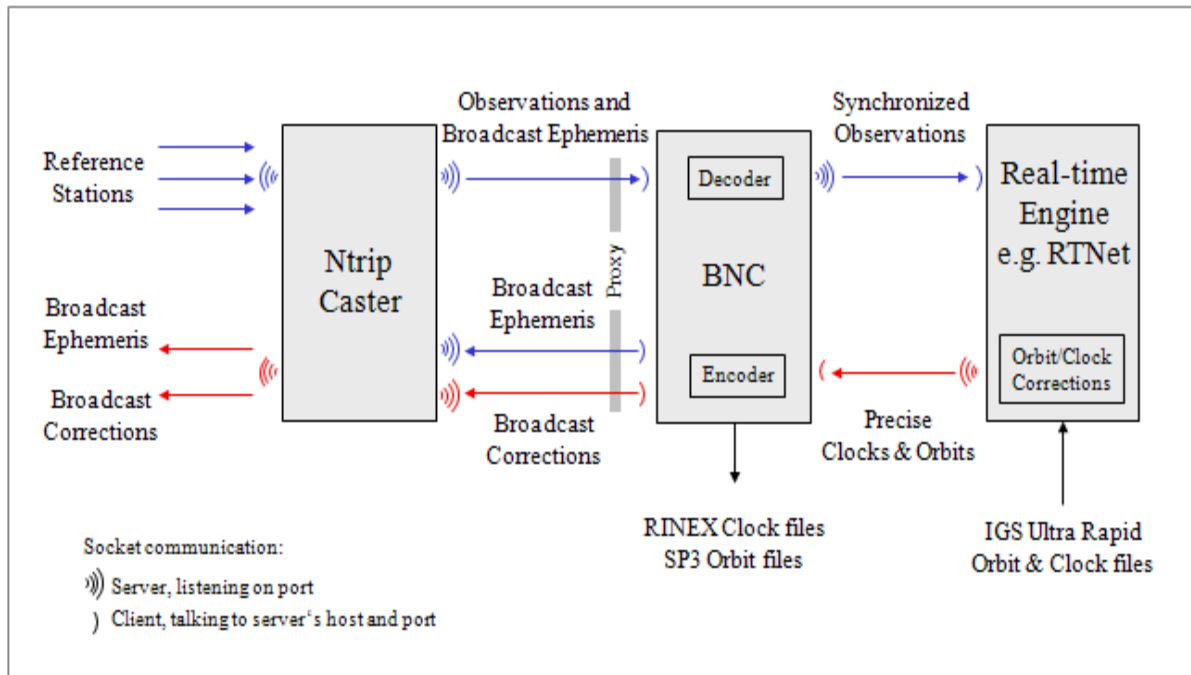 Observations and
Broadcast Ephemeris
Synchronized
Observations
Reference
Stations
Decoder
Real-time
Engine
e.g. RTNet
Ntrip
Caster
Proxy
BNC
Broadcast
Ephemeris
Broadcast
Ephemeris
Encoder
Orbit/Clock
Corrections
Broadcast
Corrections
Broadcast
Corrections
Precise
Clocks & Orbits
RINEX Clock files
SP3 Orbit files
IGS Ultra Rapid
Orbit & Clock files
Socket communication:
Server, listening on port
Client, talking to server‘s host and port